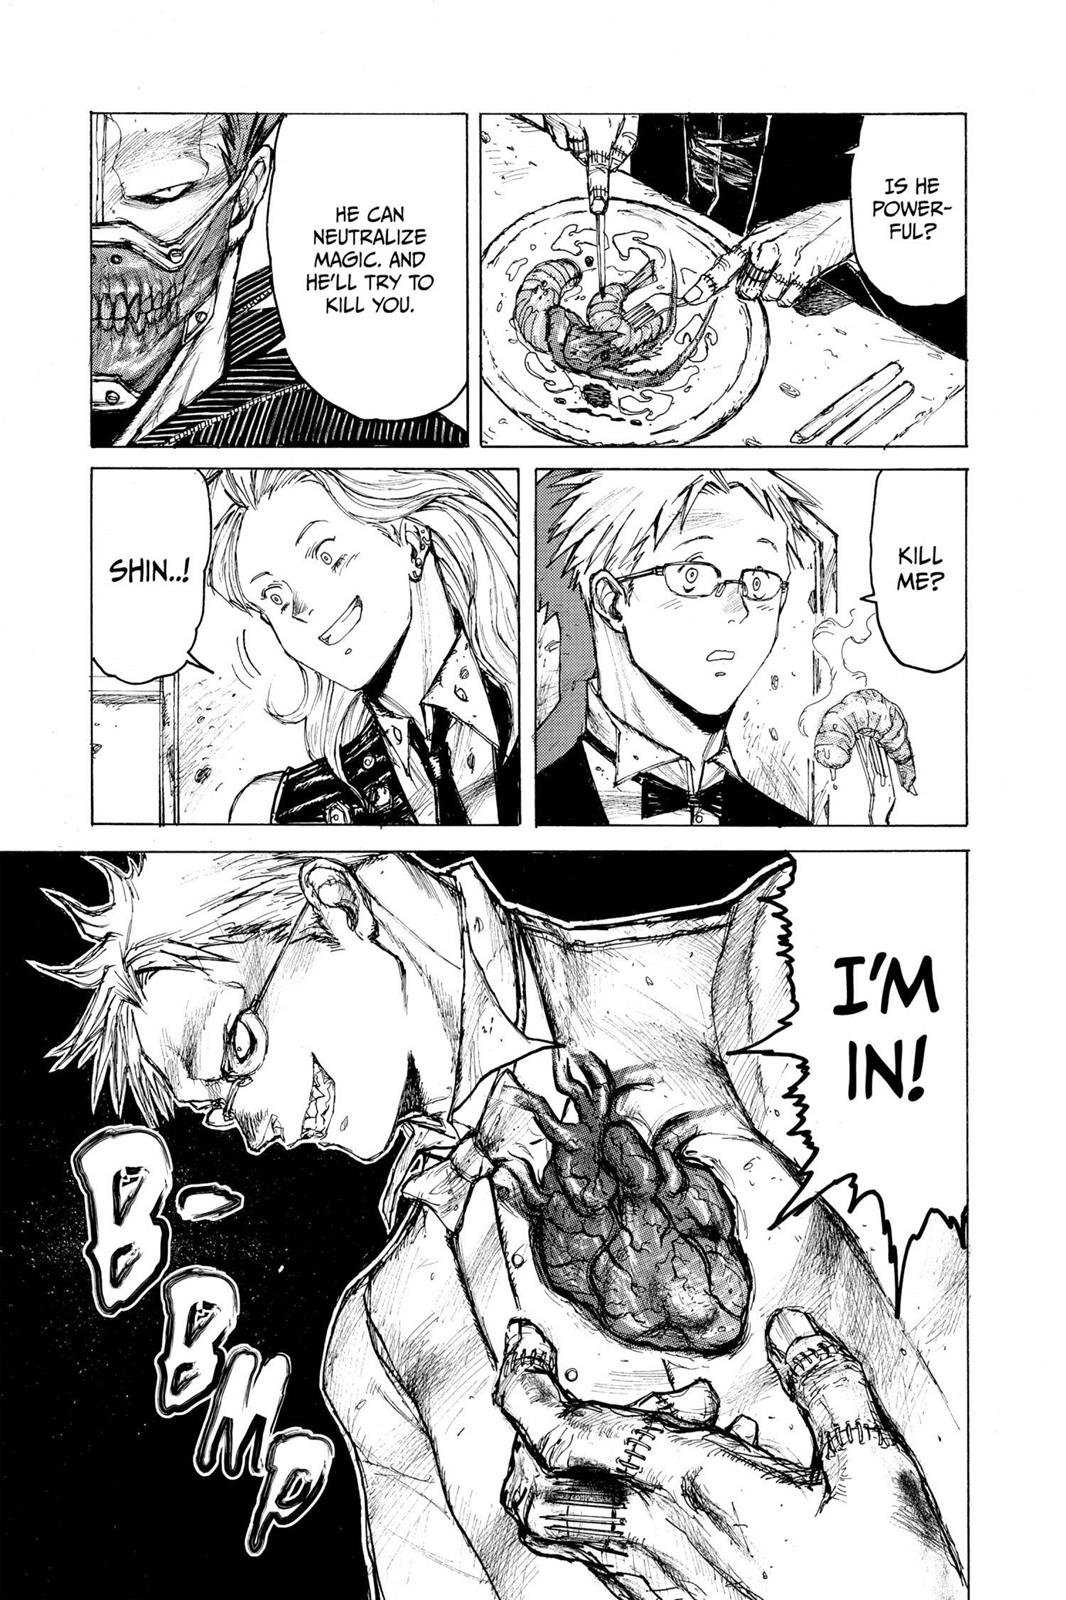 IS HE
POWER-
FUL?
HE CAN
NEUTRALIZE
MAGIC. AND
HE'LL TRY TO
KILL YOU.
KILL
ME?
SHIN..!
I'M
IN!
B-
BMP